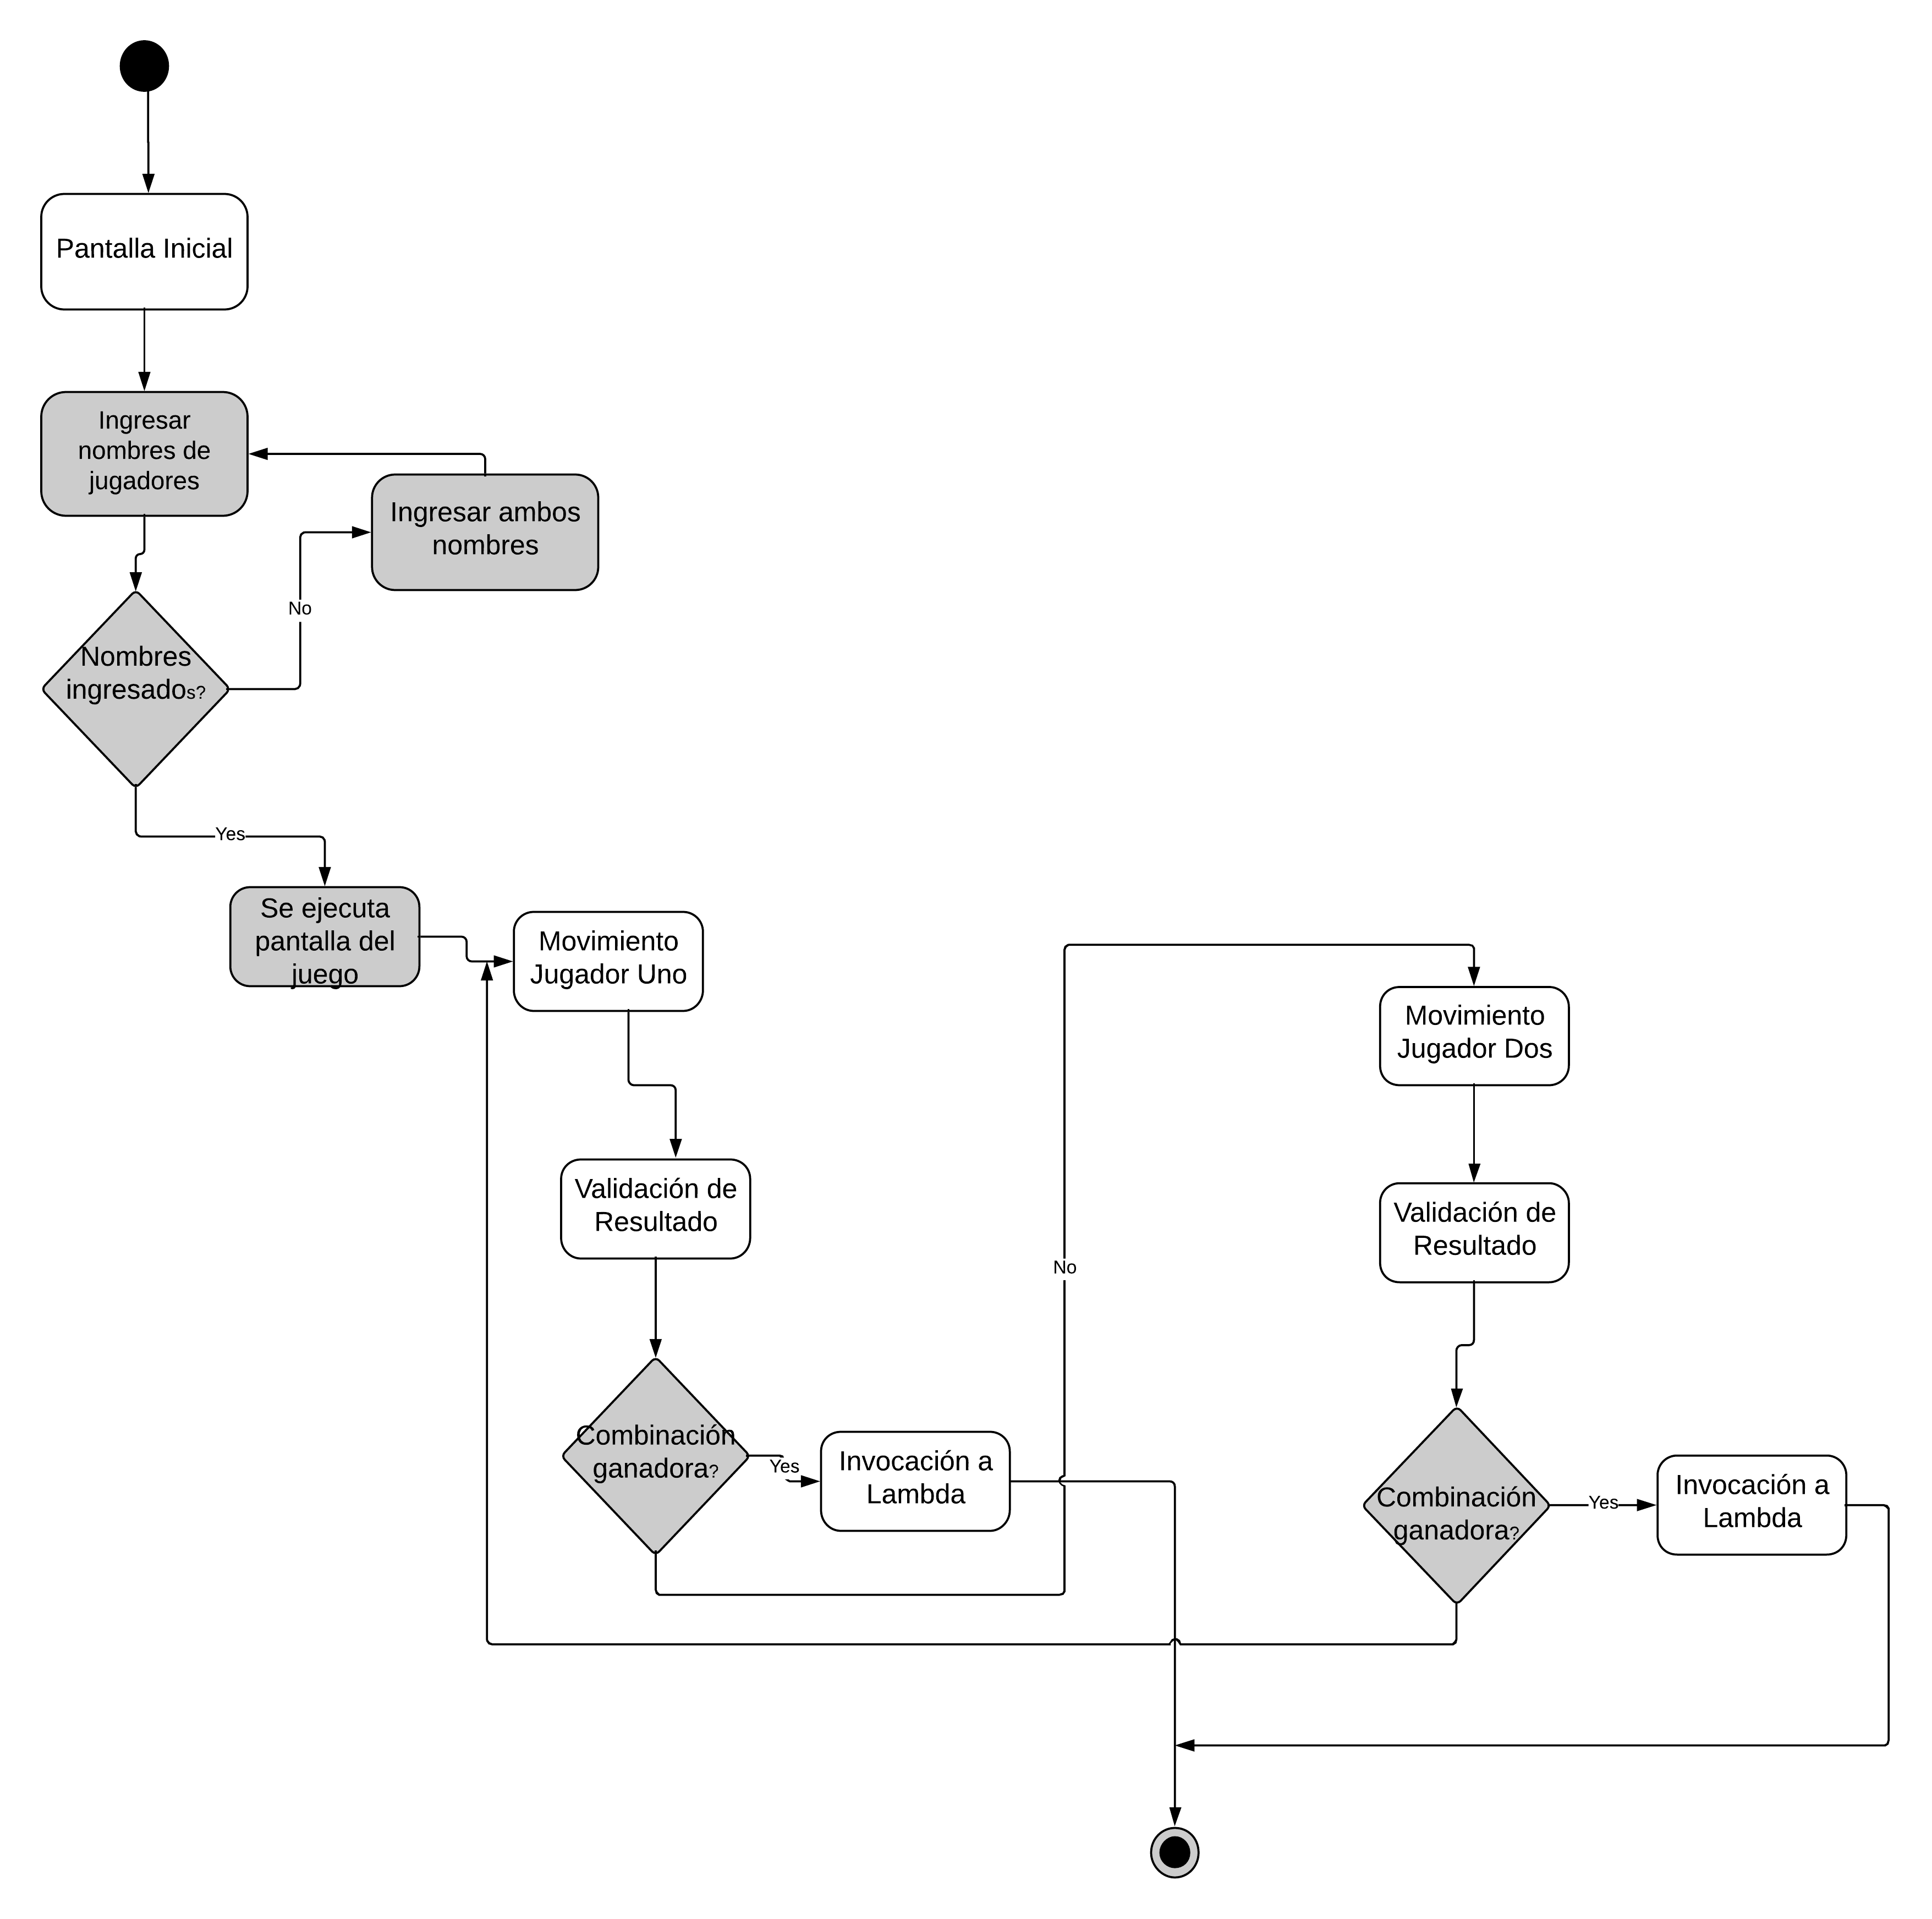 Pantalla Inicial
Ingresar
nombres de
jugadores
Ingresar ambos
nombres
No
Nombres
ingresados?
Yes
Se ejecuta
pantalla del
juego
Movimiento
Jugador Uno
Validación de
Resultado
Combinación
ganadora?
Yes
Invocación a
Lambda
No
Movimiento
Jugador Dos
Validación de
Resultado
Combinación
ganadora?
Yes
Invocación a
Lambda